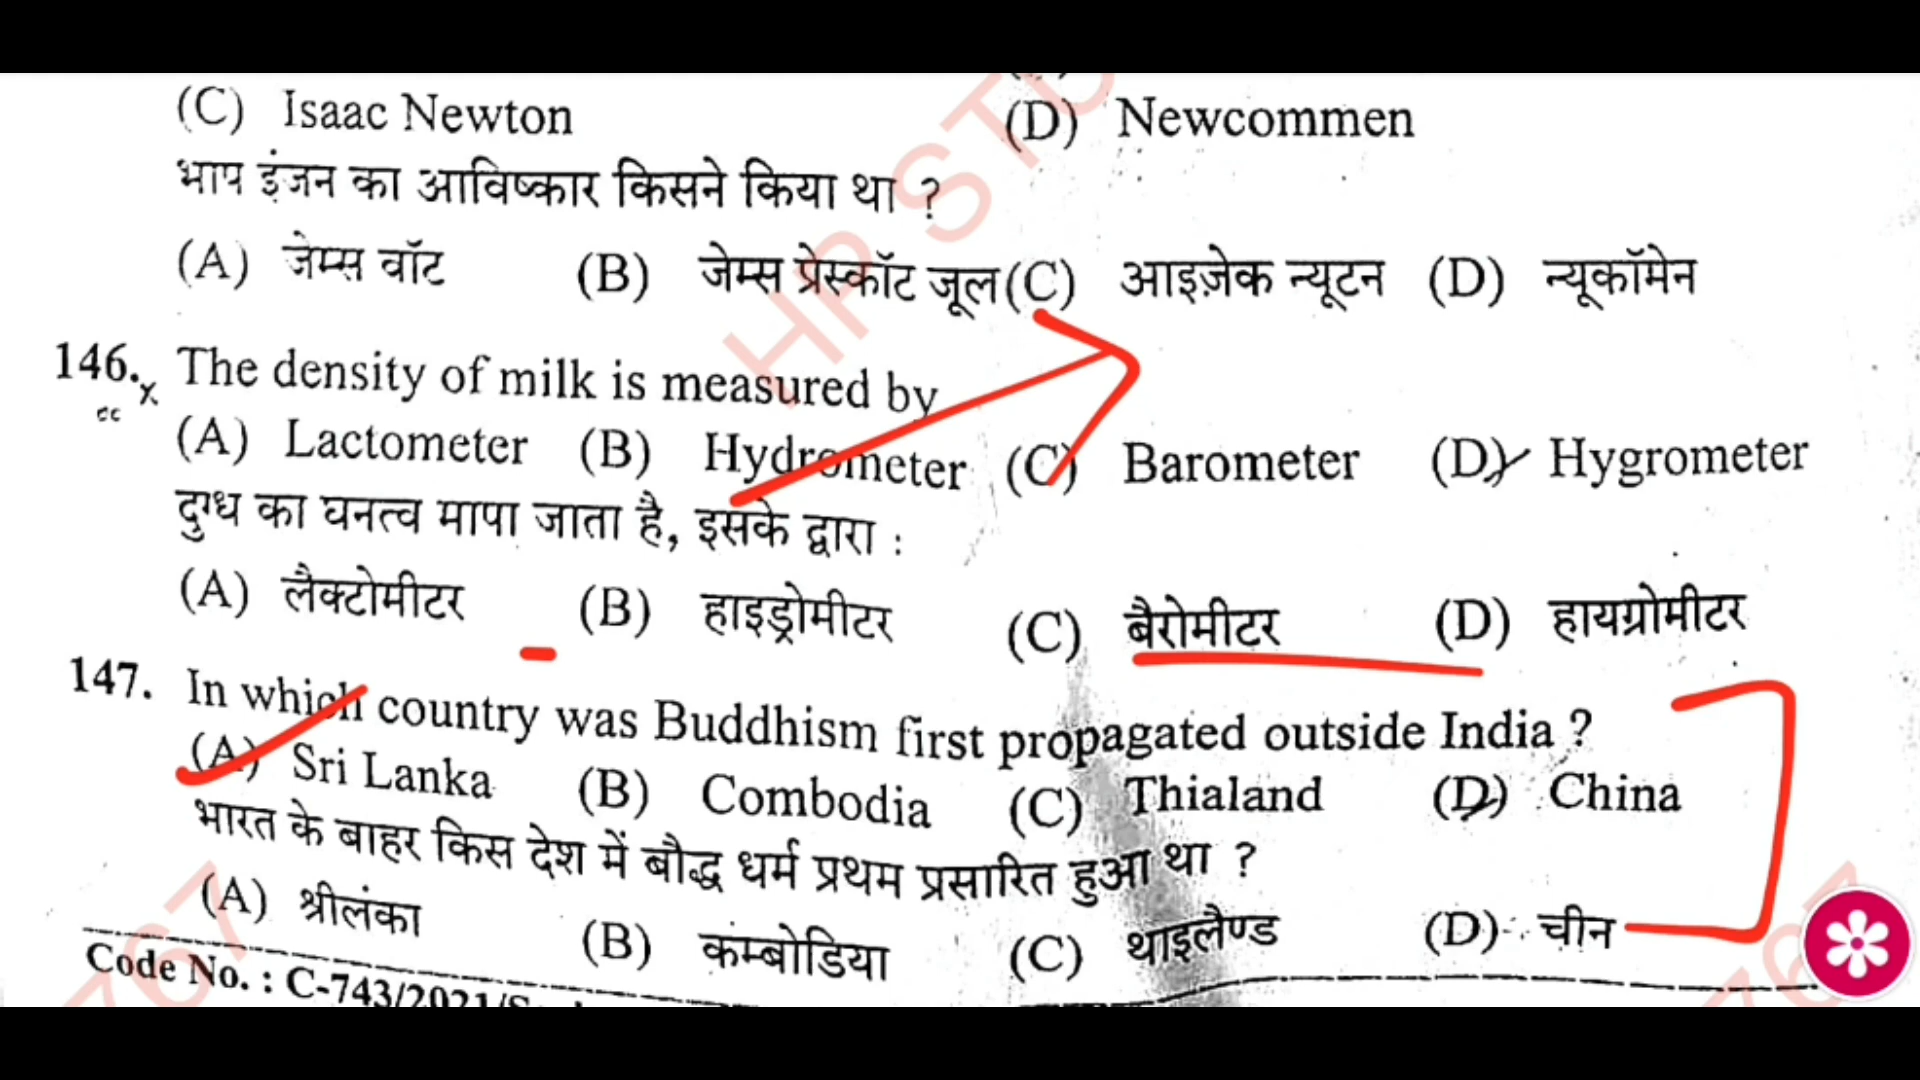 (C) Isaac Newton (D) Newcommen
भाप इंजन का आविष्कार किसने किया था ?
(A) जेम्स वॉट (B) जेम्स प्रेस्कॉट जूल (C) आइज़ेक न्यूटन (D) न्यूकॉमेन
146. The density of milk is measured by
(A) Lactometer (B) Hydrometer (C) Barometer (D) Hygrometer
दुग्ध का घनत्व मापा जाता है, इसके द्वारा :
(A) लैक्टोमीटर (B) हाइड्रोमीटर (C) बैरोमीटर (D) हायग्रोमीटर
147. In which country was Buddhism first propagated outside India ?
(A) Sri Lanka (B) Combodia (C) Thialand (D) China
भारत के बाहर किस देश में बौद्ध धर्म प्रथम प्रसारित हुआ था ?
(A) श्रीलंका (B) कम्बोडिया (C) थाइलैण्ड (D) चीन
Code No. : C-743/2021/
HP
767